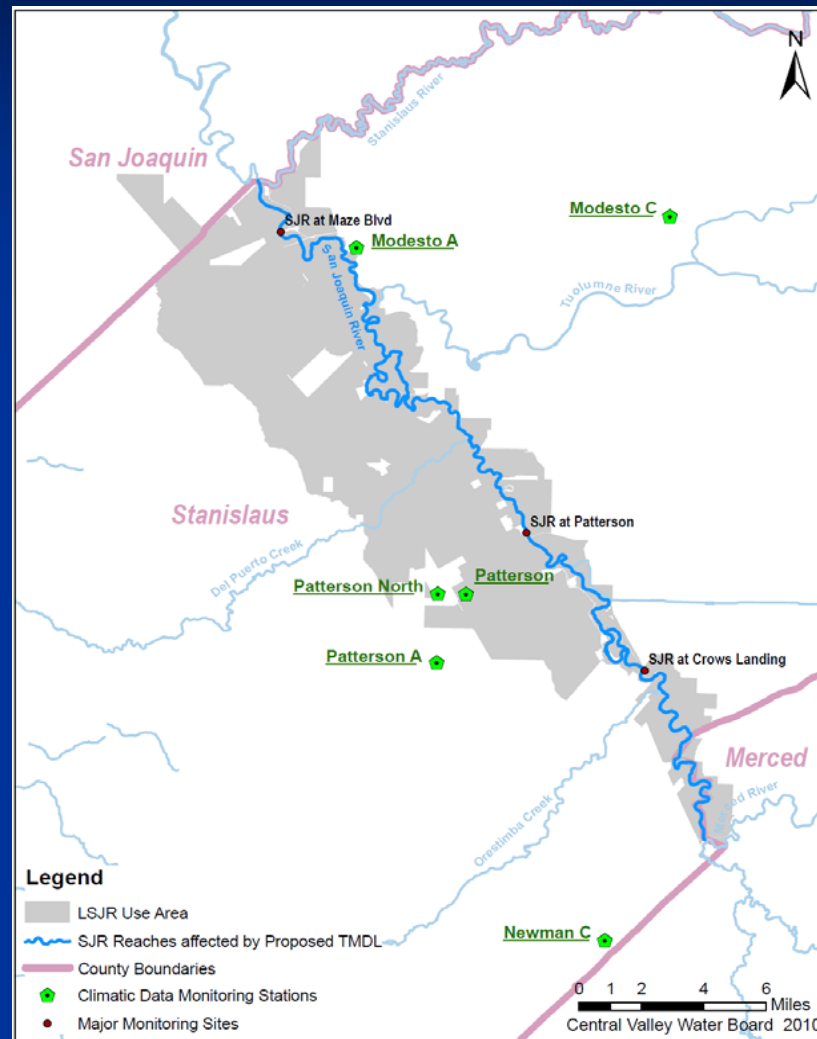 N
Stanislaus River
San Joaquin
Modesto C
SJR at Maze Blvd
Modesto A
San Joaquin River
Tuolumne River
Stanislaus
SJR at Patterson
Del Puerto Creek
Patterson North
Patterson
Patterson A
SJR at Crows Landing
Merced
Merced River
Orestimba Creek
Newman C
Legend
LSJR Use Area
SJR Reaches affected by Proposed TMDL
County Boundaries
Climatic Data Monitoring Stations
Major Monitoring Sites
0 1 2 4 6
Miles
Central Valley Water Board 2010